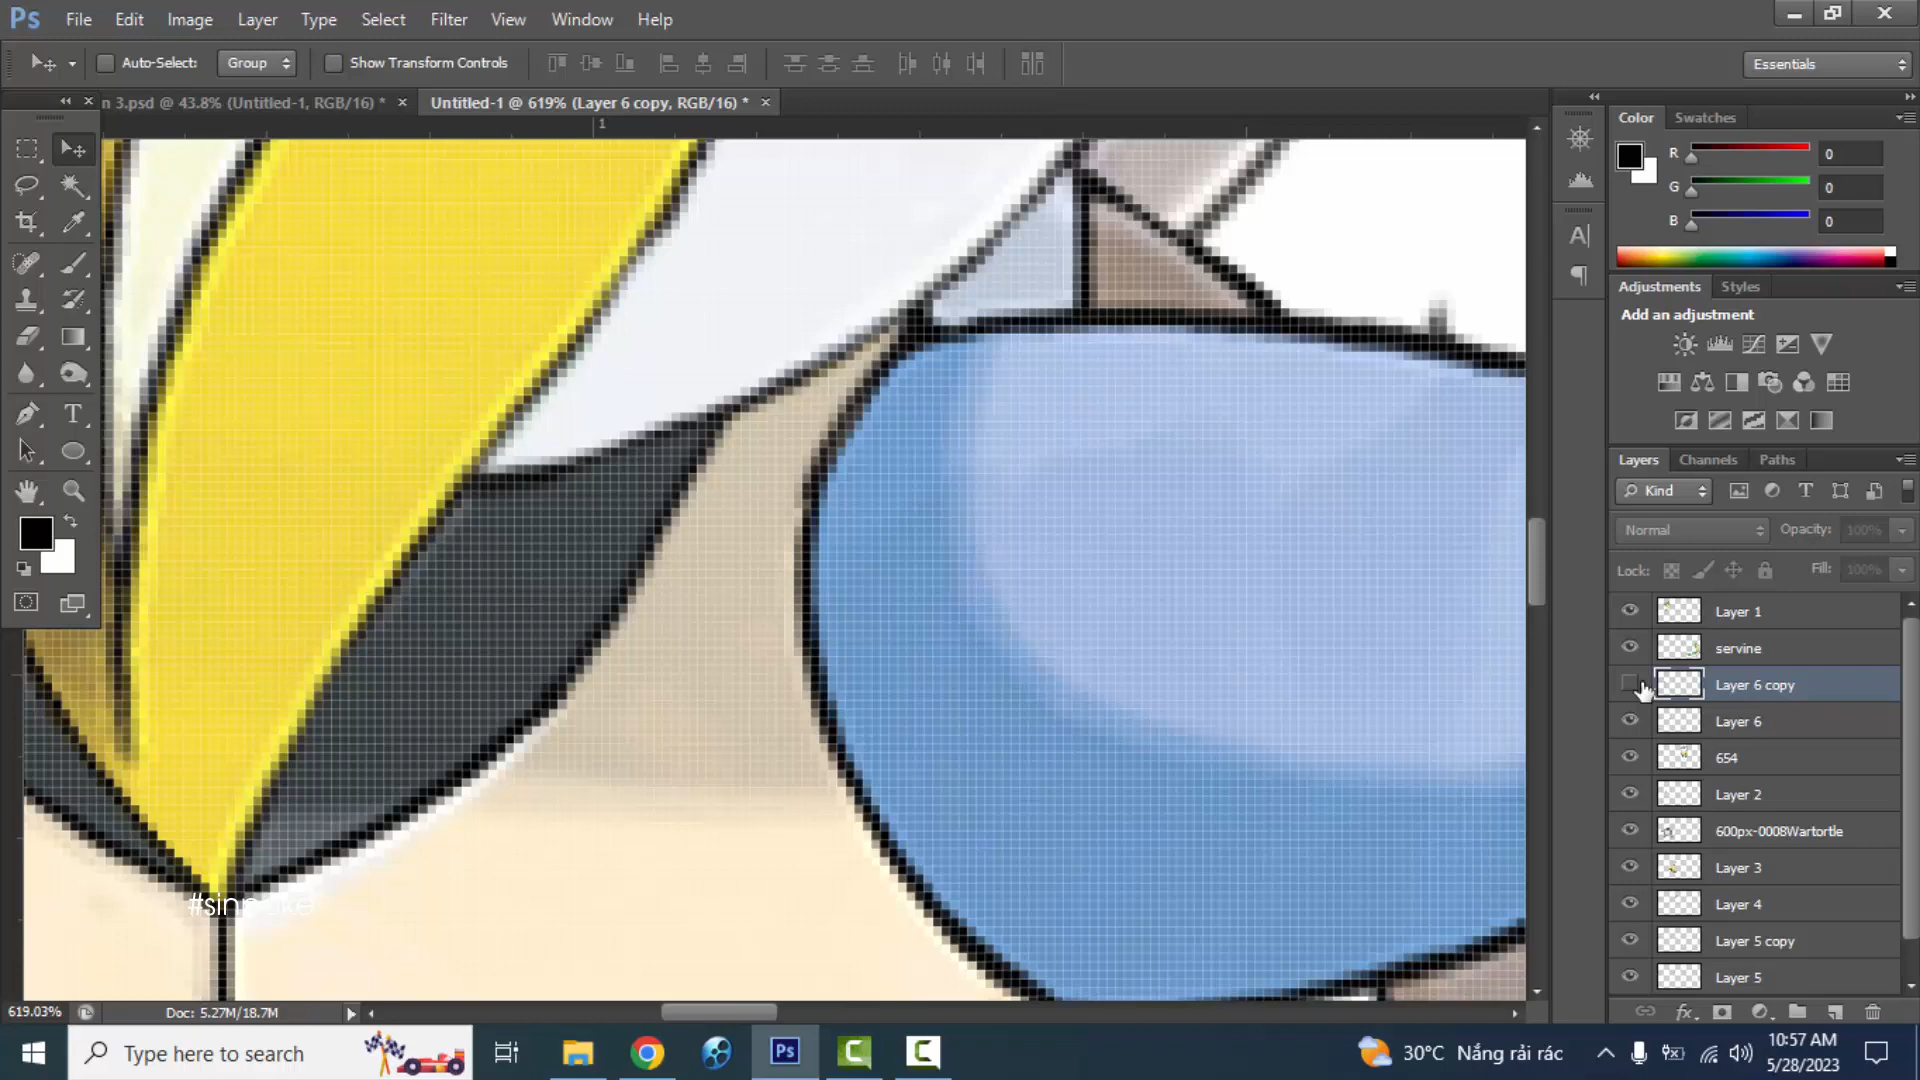 Ps File Edit Image Layer Type Select Filter View Window Help
Auto-Select: Group Show Transform Controls Essentials
n 3.psd @ 43.8% (Untitled-1, RGB/16) * × Untitled-1 @ 619% (Layer 6 copy, RGB/16) * ×
1
Color Swatches
R 0
G 0
B 0
Adjustments Styles
Add an adjustment
Layers Channels Paths
Kind
Normal Opacity: 100%
Lock: Fill: 100%
Layer 1
servine
Layer 6 copy
Layer 6
654
Layer 2
600px-0008Wartortle
Layer 3
Layer 4
Layer 5 copy
Layer 5
619.03% Doc: 5.27M/18.7M
Type here to search
30°C Nắng rải rác
10:57 AM
5/28/2023